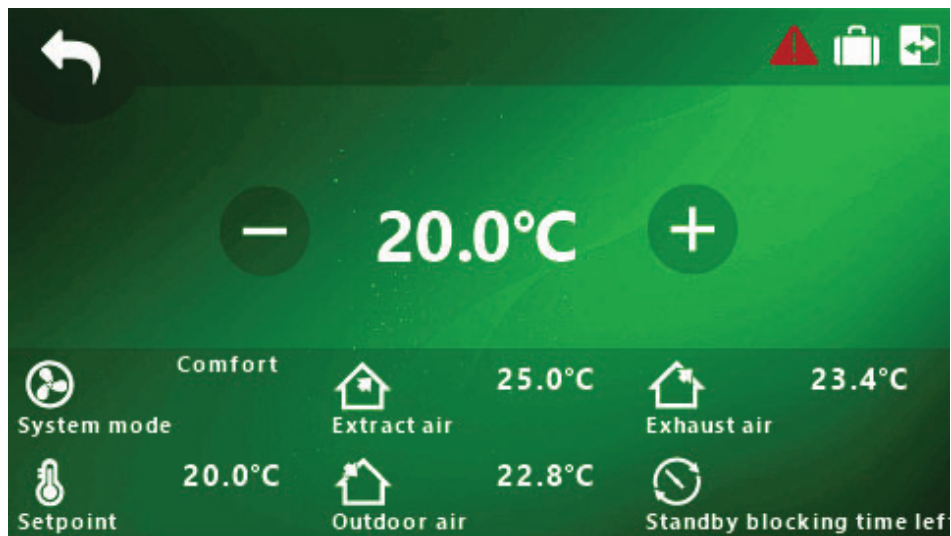 20.0°C
Comfort
System mode
25.0°C
Extract air
23.4°C
Exhaust air
20.0°C
Setpoint
22.8°C
Outdoor air
Standby blocking time left